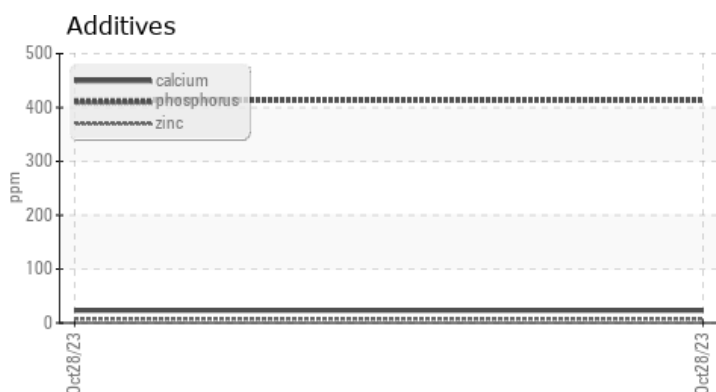 Additives
500
400
300
200
100
0
ppm
calcium
phosphorus
zinc
Oct28/23
Oct28/23